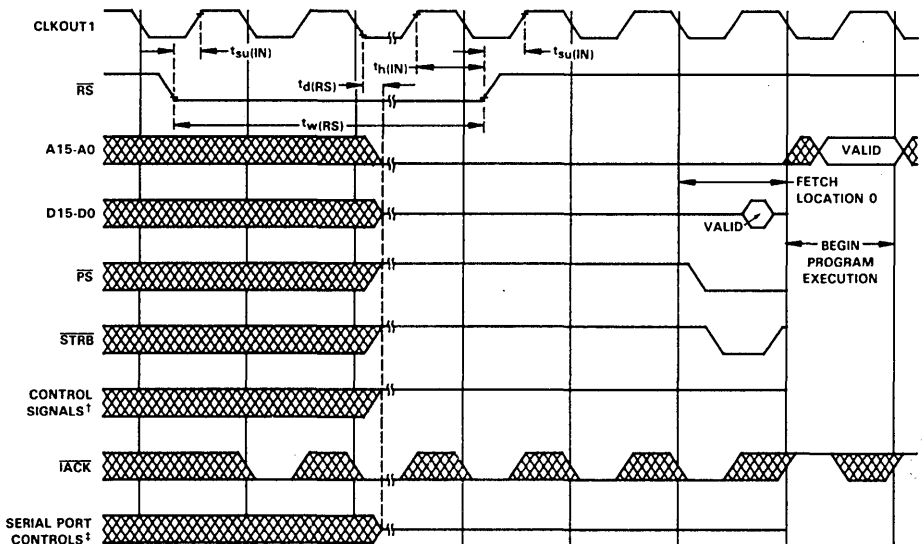 CLKOUT1
tsu(IN)
th(IN)
tsu(IN)
td(RS)
RS
tw(RS)
A15-A0
VALID
FETCH
LOCATION 0
D15-D0
VALID
BEGIN
PROGRAM
EXECUTION
PS
STRB
CONTROL
SIGNALS†
IACK
SERIAL PORT
CONTROLS‡